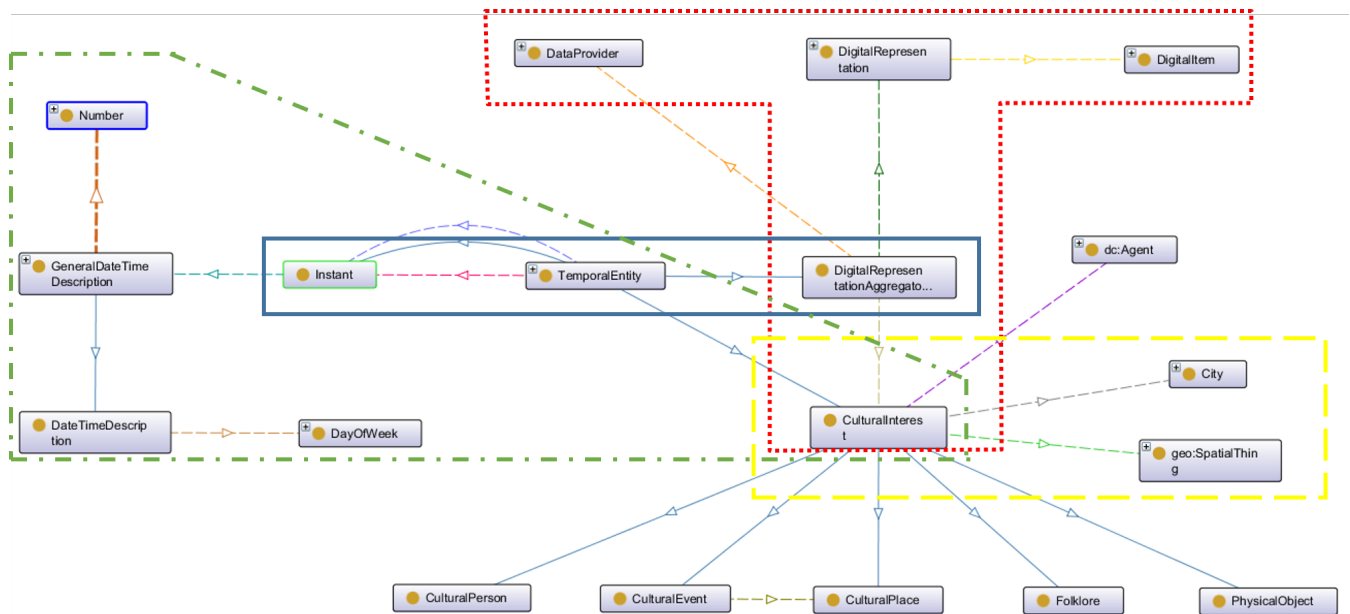 DataProvider
DigitalRepresen
tation
DigitalItem
Number
dc:Agent
GeneralDateTime
Description
Instant
TemporalEntity
DigitalRepresen
tationAggregato...
City
DateTimeDescrip
tion
DayOfWeek
CulturalInteres
t
geo:SpatialThin
g
CulturalPerson
CulturalEvent
CulturalPlace
Folklore
PhysicalObject